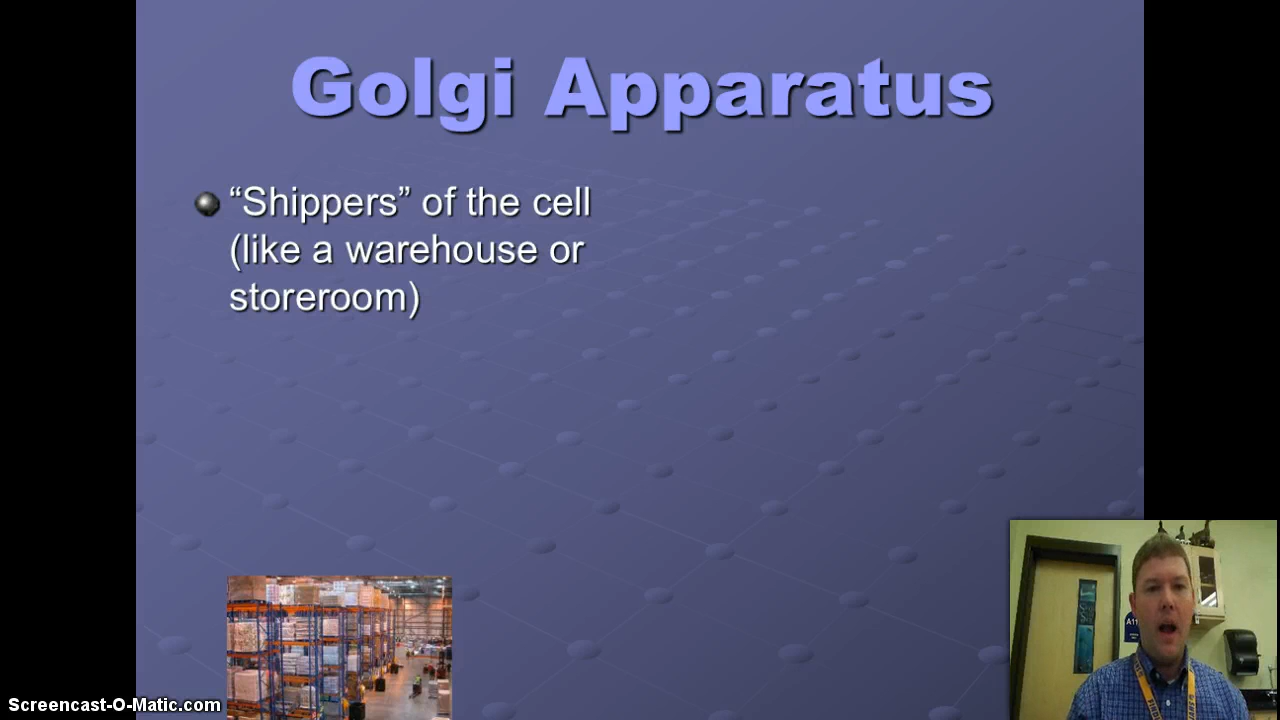 Golgi Apparatus
“Shippers” of the cell
(like a warehouse or
storeroom)
Screencast-O-Matic.com